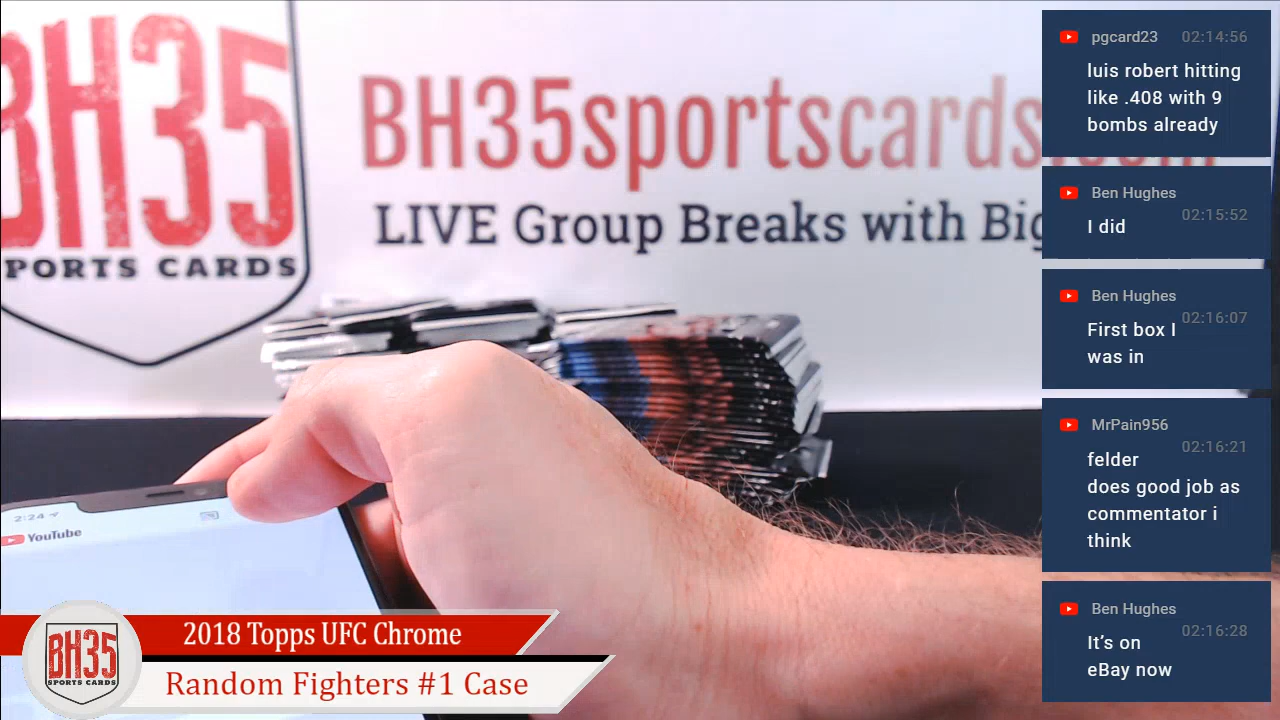 BH35
SPORTS CARDS
BH35sportscards.com
LIVE Group Breaks with Big
2:24
YouTube
pgcard23 02:14:56
luis robert hitting
like .408 with 9
bombs already
Ben Hughes
02:15:52
I did
Ben Hughes
02:16:07
First box I
was in
MrPain956
02:16:21
felder
does good job as
commentator i
think
Ben Hughes
02:16:28
It's on
eBay now
BH35
SPORTS CARDS
2018 Topps UFC Chrome
Random Fighters #1 Case